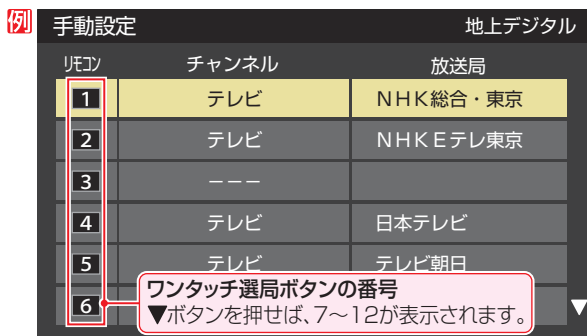 例
手動設定 地上デジタル
リモコン チャンネル 放送局
1 テレビ NHK総合・東京
2 テレビ NHKEテレ東京
3 −−−
4 テレビ 日本テレビ
5 テレビ テレビ朝日
6
ワンタッチ選局ボタンの番号
▼ボタンを押せば、7〜12が表示されます。
▼